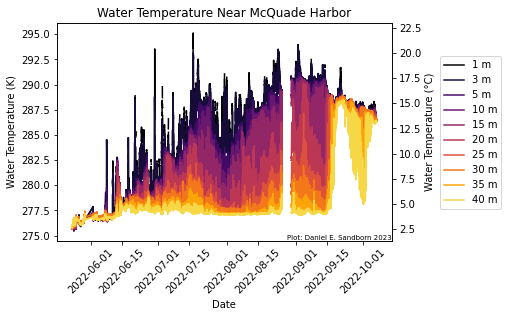 Water Temperature Near McQuade Harbor
Water Temperature (K)
295.0
292.5
290.0
287.5
285.0
282.5
280.0
277.5
275.0
22.5
20.0
17.5
15.0
12.5
10.0
7.5
5.0
2.5
Water Temperature (°C)
1 m
3 m
5 m
10 m
15 m
20 m
25 m
30 m
35 m
40 m
Plot: Daniel E. Sandborn 2023
2022-06-01
2022-06-15
2022-07-01
2022-07-15
2022-08-01
2022-08-15
2022-09-01
2022-09-15
2022-10-01
Date